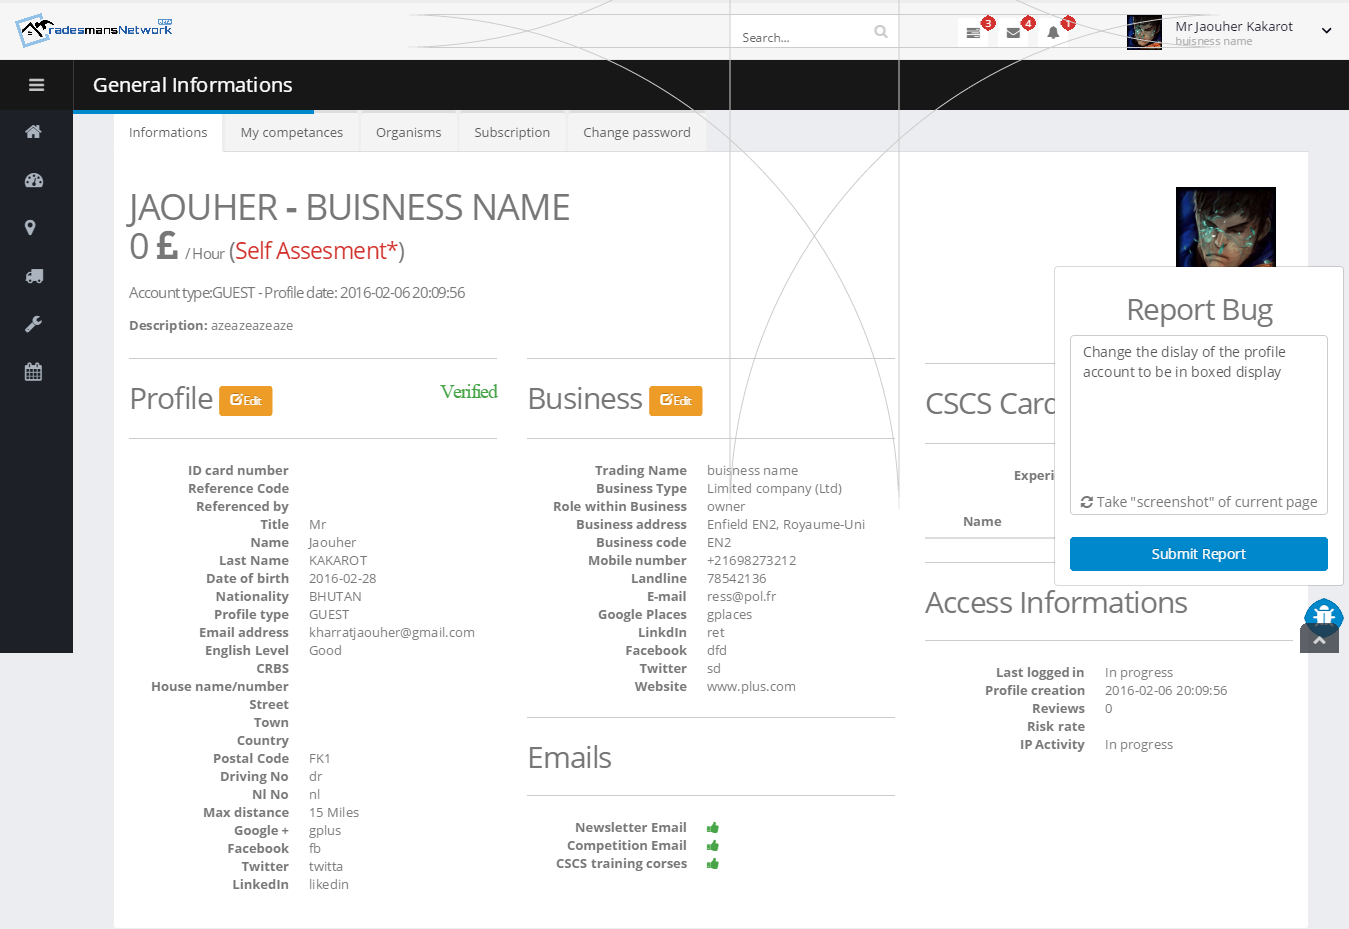 radesmansNetwork
BETA
Search...
3
4
1
Mr Jaouher Kakarot
buisness name
General Informations
Informations
My competances
Organisms
Subscription
Change password
JAOUHER - BUISNESS NAME
0 £ / Hour (Self Assesment*)
Account type:GUEST - Profile date: 2016-02-06 20:09:56
Description: azeazeazeaze
Profile
Edit
Verified
ID card number
Reference Code
Referenced by
Title Mr
Name Jaouher
Last Name KAKAROT
Date of birth 2016-02-28
Nationality BHUTAN
Profile type GUEST
Email address kharratjaouher@gmail.com
English Level Good
CRBS
House name/number
Street
Town
Country
Postal Code FK1
Driving No dr
NI No nl
Max distance 15 Miles
Google + gplus
Facebook fb
Twitter twitta
LinkedIn likedin
Business
Edit
Trading Name buisness name
Business Type Limited company (Ltd)
Role within Business owner
Business address Enfield EN2, Royaume-Uni
Business code EN2
Mobile number +21698273212
Landline 78542136
E-mail ress@pol.fr
Google Places gplaces
LinkdIn ret
Facebook dfd
Twitter sd
Website www.plus.com
Emails
Newsletter Email
Competition Email
CSCS training corses
CSCS Card
Experi
Name
Access Informations
Last logged in In progress
Profile creation 2016-02-06 20:09:56
Reviews 0
Risk rate
IP Activity In progress
Report Bug
Change the dislay of the profile
account to be in boxed display
Take "screenshot" of current page
Submit Report